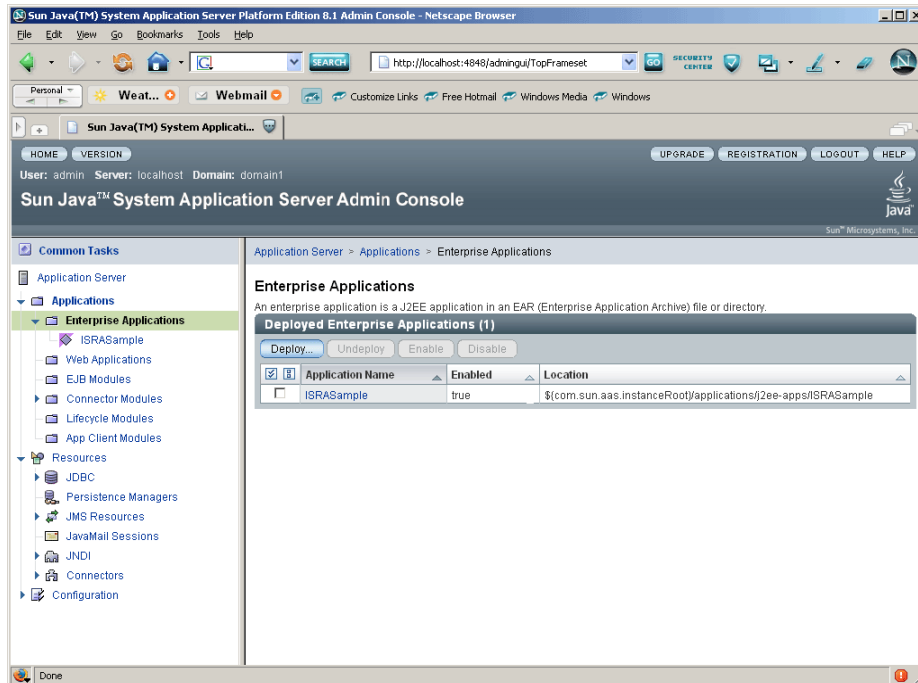 Sun Java(TM) System Application Server Platform Edition 8.1 Admin Console - Netscape Browser
File Edit View Go Bookmarks Tools Help
SEARCH http://localhost:4848/admingui/TopFrameset GO SECURITY CENTER
Personal Weat... Webmail Customize Links Free Hotmail Windows Media Windows
Sun Java(TM) System Applicati...
HOME VERSION UPGRADE REGISTRATION LOGOUT HELP
User: admin Server: localhost Domain: domain1
Sun Java™ System Application Server Admin Console
Java™
Sun™ Microsystems, Inc.
Common Tasks
Application Server
Applications
Enterprise Applications
ISRASample
Web Applications
EJB Modules
Connector Modules
Lifecycle Modules
App Client Modules
Resources
JDBC
Persistence Managers
JMS Resources
JavaMail Sessions
JNDI
Connectors
Configuration
Application Server > Applications > Enterprise Applications
Enterprise Applications
An enterprise application is a J2EE application in an EAR (Enterprise Application Archive) file or directory.
Deployed Enterprise Applications (1)
Deploy... Undeploy Enable Disable
Application Name Enabled Location
ISRASample true ${com.sun.aas.instanceRoot}/applications/j2ee-apps/ISRASample
Done